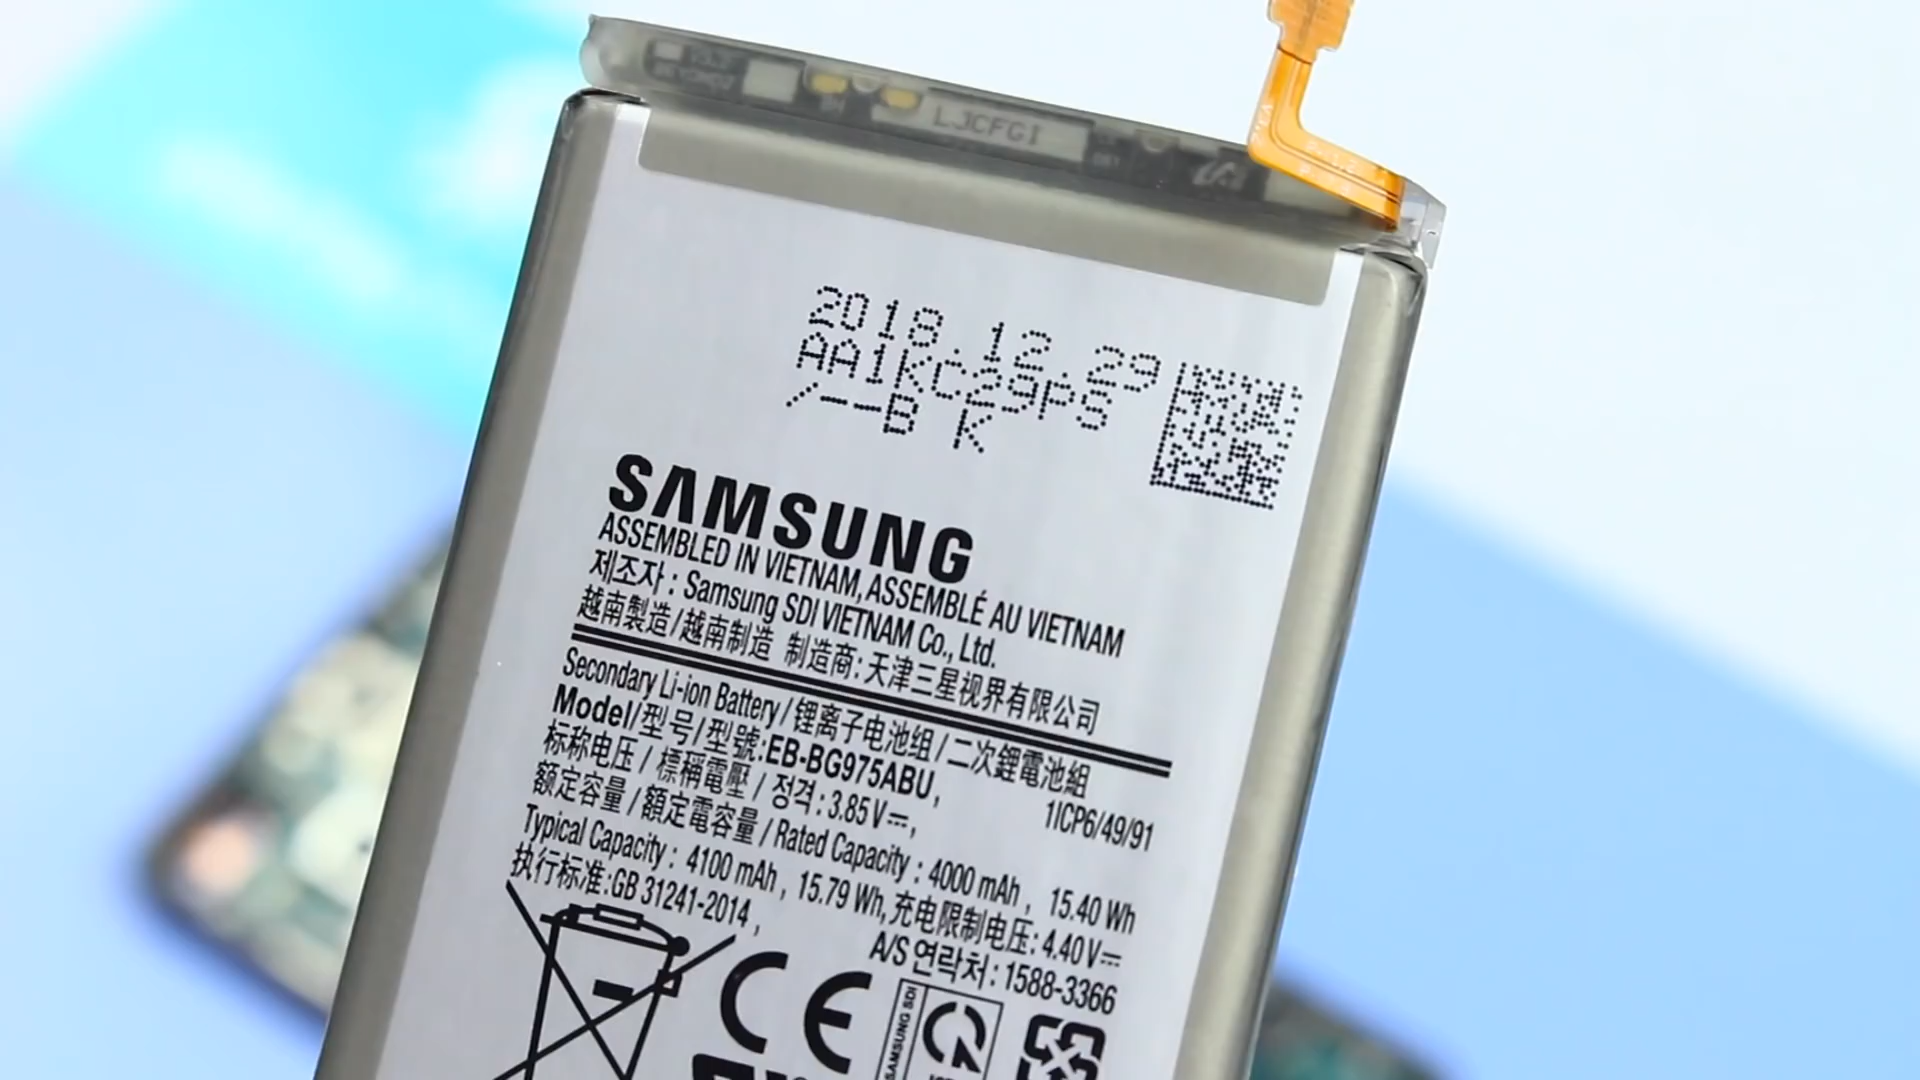 LJCFGI
2018.12.29
AA1KC29PS
/--B K
SAMSUNG
ASSEMBLED IN VIETNAM, ASSEMBLÉ AU VIETNAM
제조자 : Samsung SDI VIETNAM Co., Ltd.
越南製造/越南制造 制造商: 天津三星视界有限公司
Secondary Li-ion Battery / 锂离子电池组 / 二次鋰電池組
Model/型号/型號:EB-BG975ABU, 1ICP6/49/91
标称电压 / 標稱電壓 / 정격 : 3.85 V⎓,
额定容量 / 額定電容量 / Rated Capacity : 4000 mAh , 15.40 Wh
Typical Capacity : 4100 mAh , 15.79 Wh, 充电限制电压: 4.40 V⎓
执行标准:GB 31241-2014 ,
A/S 연락처 : 1588-3366
CE
SAMSUNG SDI